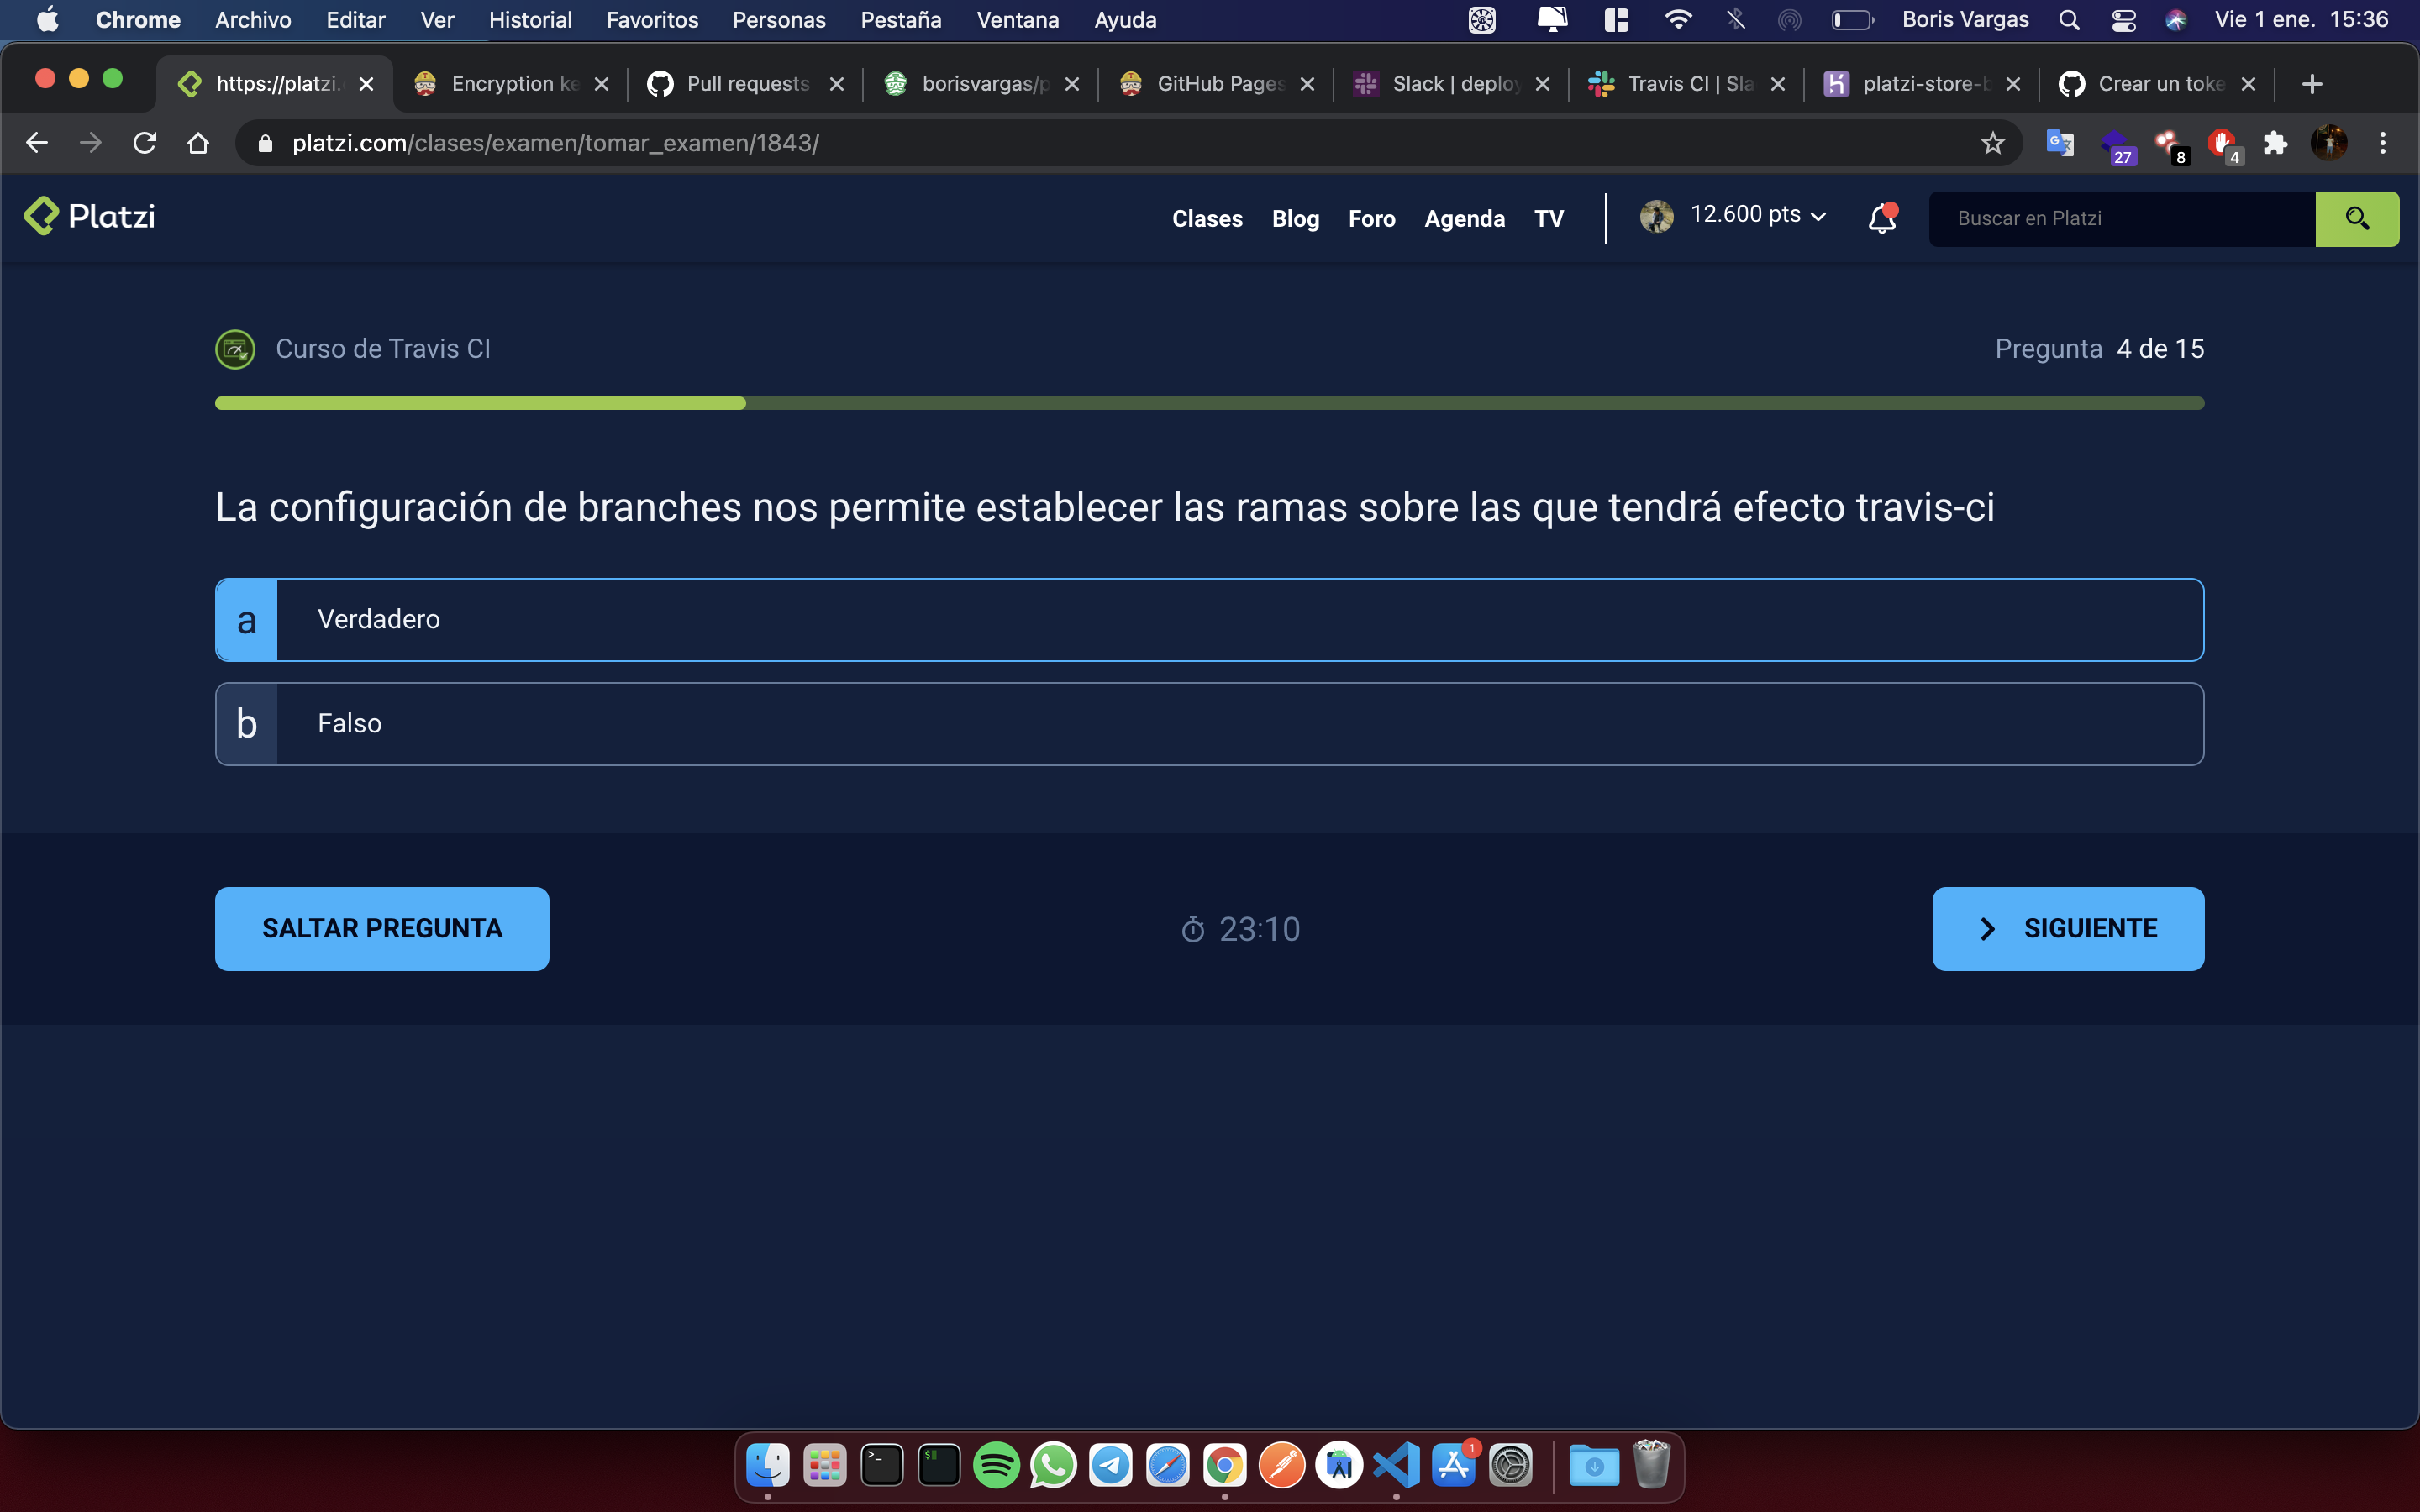 Chrome Archivo Editar Ver Historial Favoritos Personas Pestaña Ventana Ayuda Boris Vargas Vie 1 ene. 15:36
https://platzi. Encryption ke Pull requests borisvargas/p GitHub Pages Slack | deploy Travis CI | Sla platzi-store-b Crear un toke
platzi.com/clases/examen/tomar_examen/1843/ 27 8 4
Platzi Clases Blog Foro Agenda TV 12.600 pts Buscar en Platzi
Curso de Travis CI Pregunta 4 de 15
La configuración de branches nos permite establecer las ramas sobre las que tendrá efecto travis-ci
a Verdadero
b Falso
SALTAR PREGUNTA 23:10 SIGUIENTE
1